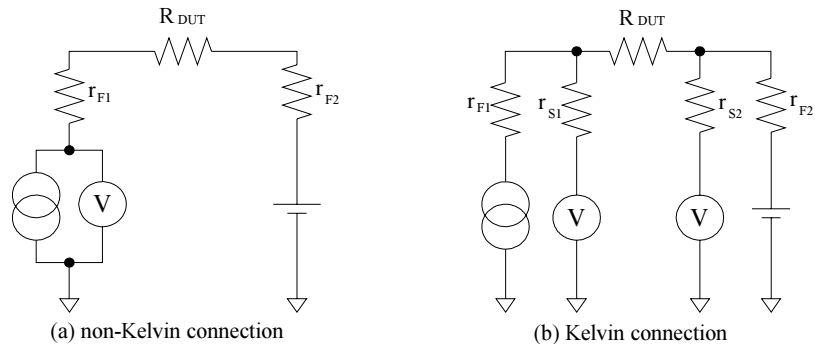 R DUT
r F1
r F2
V
(a) non-Kelvin connection
R DUT
r F1
r S1
r S2
r F2
V
V
(b) Kelvin connection